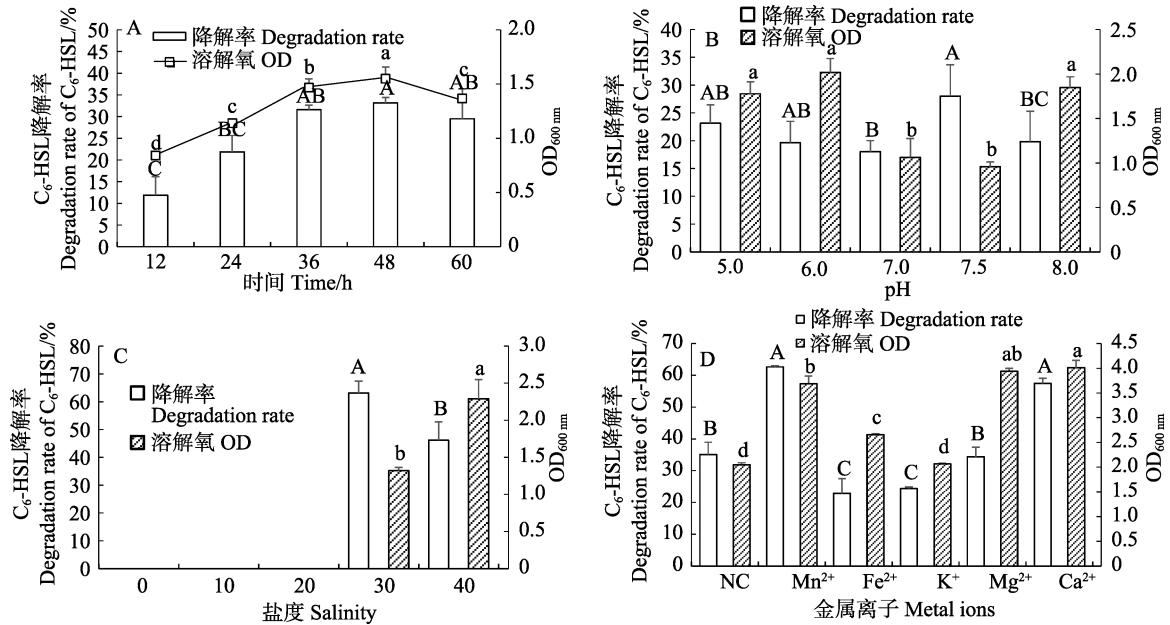 A
降解率 Degradation rate
溶解氧 OD
C₆-HSL降解率
Degradation rate of C₆-HSL/%
50
45
40
35
30
25
20
15
10
5
0
2.0
1.5
1.0
0.5
0
OD₆₀₀ ₙₘ
d
c
b
a
c
C
BC
AB
A
AB
12 24 36 48 60
时间 Time/h
B
降解率 Degradation rate
溶解氧 OD
C₆-HSL降解率
Degradation rate of C₆-HSL/%
40
35
30
25
20
15
10
5
0
2.5
2.0
1.5
1.0
0.5
0
OD₆₀₀ ₙₘ
AB a
AB a
B b
A b
BC a
5.0 6.0 7.0 7.5 8.0
pH
C
降解率
Degradation rate
溶解氧 OD
C₆-HSL降解率
Degradation rate of C₆-HSL/%
80
70
60
50
40
30
20
10
0
3.0
2.5
2.0
1.5
1.0
0.5
0
OD₆₀₀ ₙₘ
A b
B a
0 10 20 30 40
盐度 Salinity
D
降解率 Degradation rate
溶解氧 OD
C₆-HSL降解率
Degradation rate of C₆-HSL/%
70
60
50
40
30
20
10
0
4.5
4.0
3.5
3.0
2.5
2.0
1.5
1.0
0.5
0
OD₆₀₀ ₙₘ
B d
A b
C c
C d
B ab
A a
NC Mn²⁺ Fe²⁺ K⁺ Mg²⁺ Ca²⁺
金属离子 Metal ions